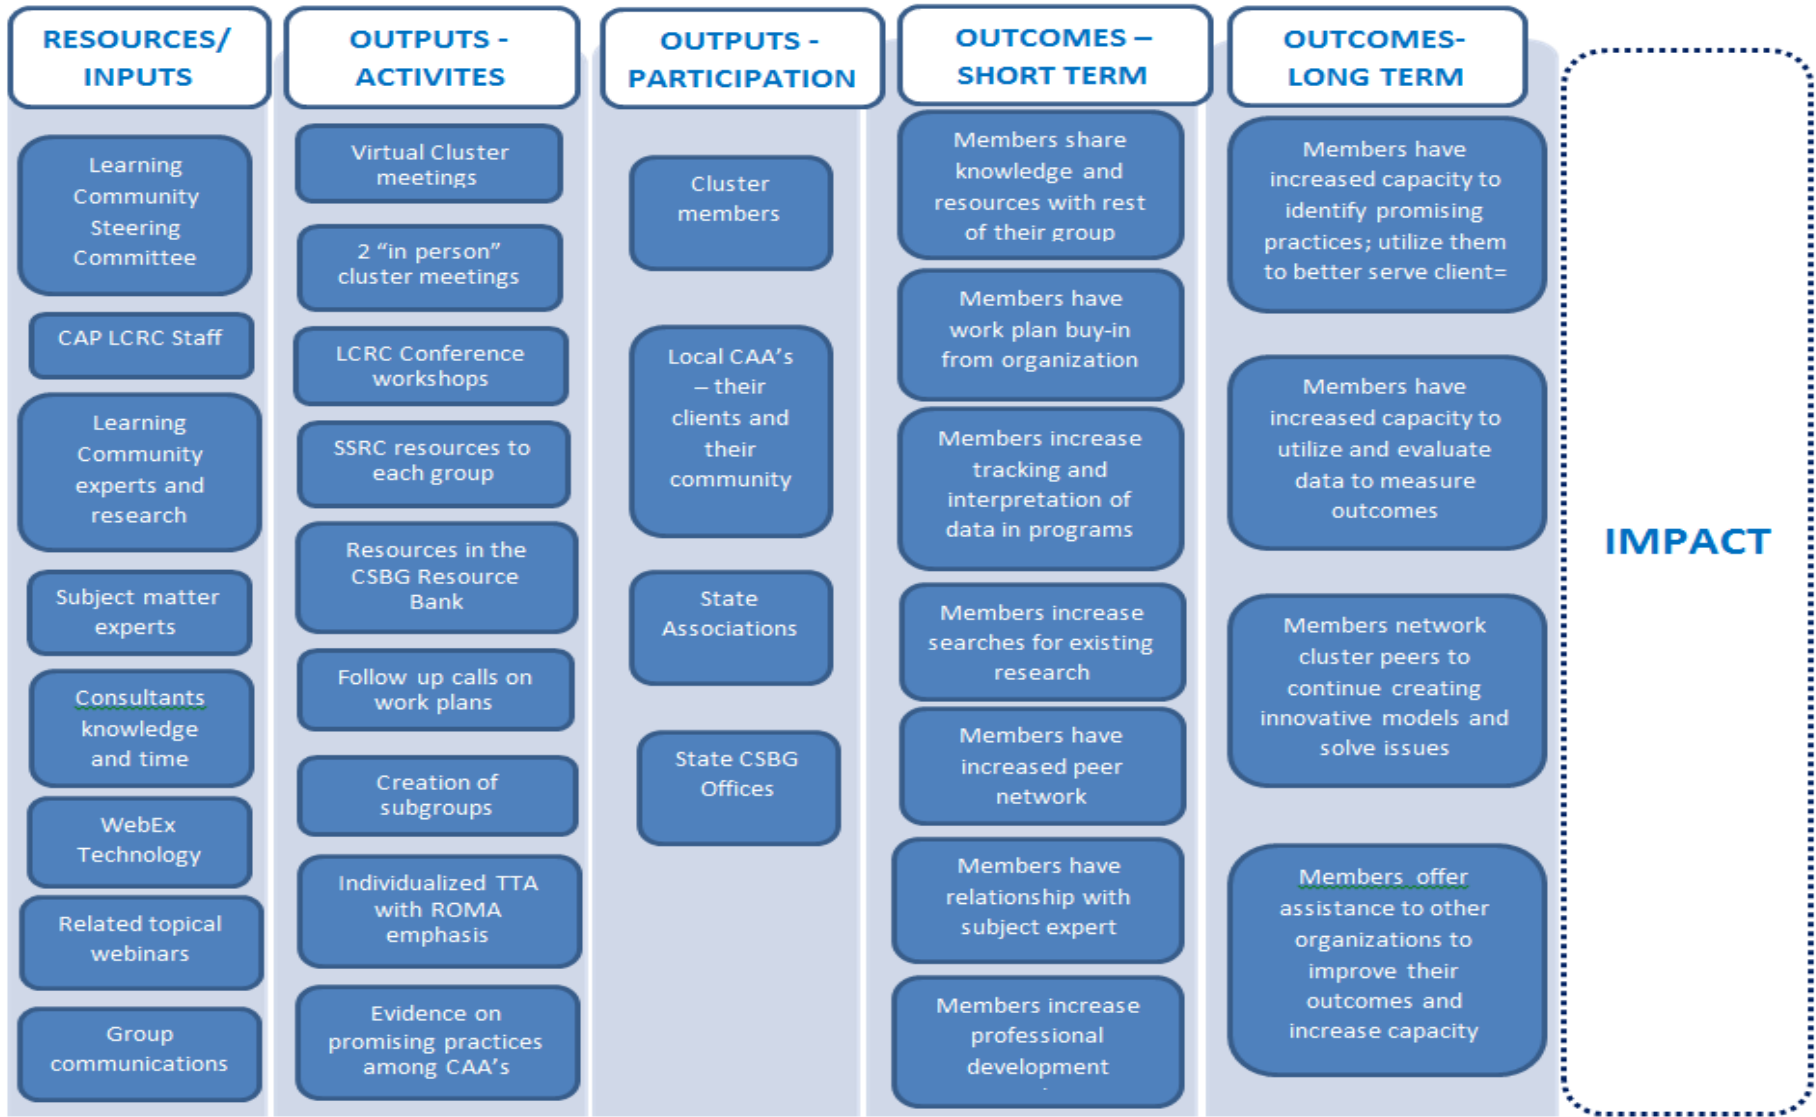 RESOURCES/
INPUTS
Learning
Community
Steering
Committee
CAP LCRC Staff
Learning
Community
experts and
research
Subject matter
experts
Consultants
knowledge
and time
WebEx
Technology
Related topical
webinars
Group
communications
OUTPUTS -
ACTIVITES
Virtual Cluster
meetings
2 “in person”
cluster meetings
LCRC Conference
workshops
SSRC resources to
each group
Resources in the
CSBG Resource
Bank
Follow up calls on
work plans
Creation of
subgroups
Individualized TTA
with ROMA
emphasis
Evidence on
promising practices
among CAA’s
OUTPUTS -
PARTICIPATION
Cluster
members
Local CAA’s
– their
clients and
their
community
State
Associations
State CSBG
Offices
OUTCOMES –
SHORT TERM
Members share
knowledge and
resources with rest
of their group
Members have
work plan buy-in
from organization
Members increase
tracking and
interpretation of
data in programs
Members increase
searches for existing
research
Members have
increased peer
network
Members have
relationship with
subject expert
Members increase
professional
development
OUTCOMES-
LONG TERM
Members have
increased capacity to
identify promising
practices; utilize them
to better serve client=
Members have
increased capacity to
utilize and evaluate
data to measure
outcomes
Members network
cluster peers to
continue creating
innovative models and
solve issues
Members offer
assistance to other
organizations to
improve their
outcomes and
increase capacity
IMPACT